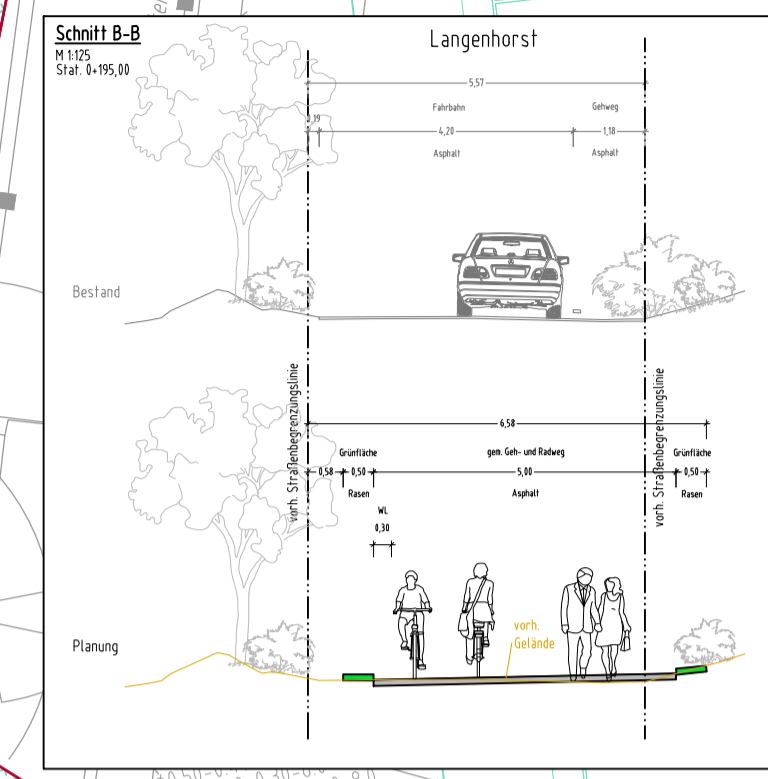 Schnitt B-B
M 1:125
Stat. 0+195,00
Langenhorst
5,57
Fahrbahn
Gehweg
0,19
4,20
1,18
Asphalt
Asphalt
Bestand
vorh. Straßenbegrenzungslinie
vorh. Straßenbegrenzungslinie
6,58
Grünfläche
gem. Geh- und Radweg
Grünfläche
0,58
0,50
5,00
0,50
Rasen
Asphalt
Rasen
WL
0,30
Planung
vorh.
Gelände